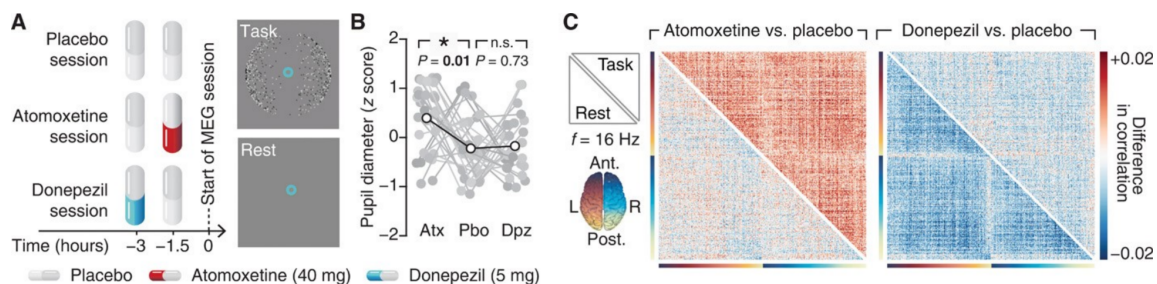 A
Placebo
session
Atomoxetine
session
Donepezil
session
Start of MEG session
Time (hours)
−3
−1.5
0
Task
Rest
Placebo
Atomoxetine (40 mg)
Donepezil (5 mg)
B
Pupil diameter (z score)
2
1
0
−1
−2
*
n.s.
P = 0.01
P = 0.73
Atx
Pbo
Dpz
C
Task
Rest
f = 16 Hz
Ant.
L
R
Post.
Atomoxetine vs. placebo
Donepezil vs. placebo
+0.02
Difference
in correlation
−0.02